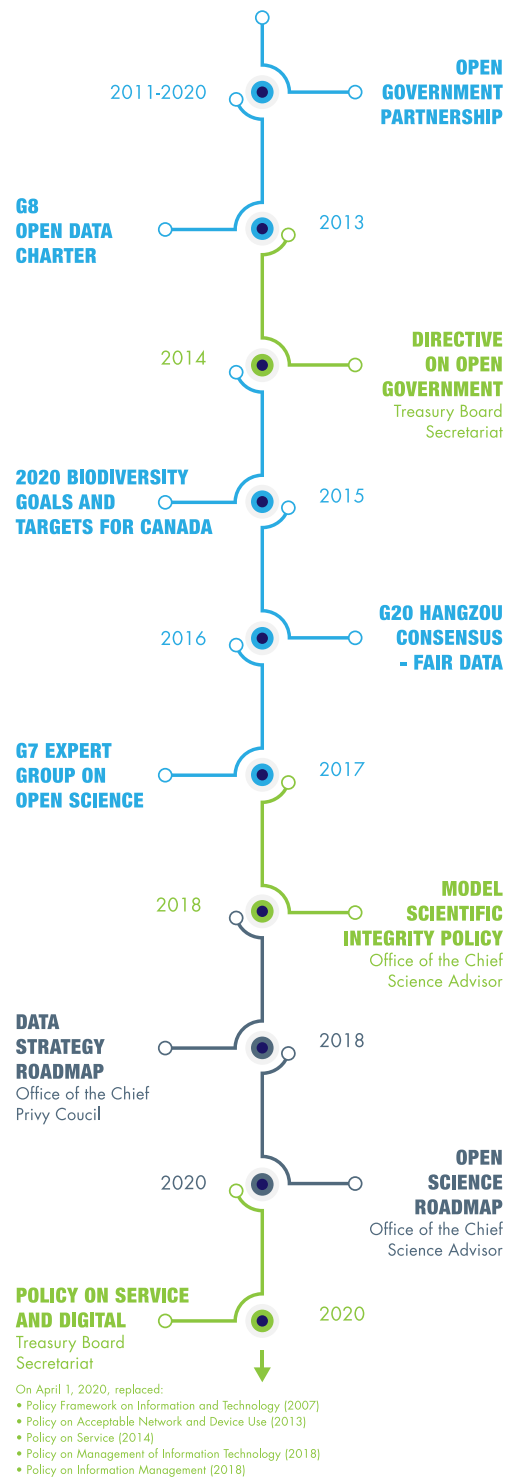 2011-2020
OPEN
GOVERNMENT
PARTNERSHIP
G8
OPEN DATA
CHARTER
2013
2014
DIRECTIVE
ON OPEN
GOVERNMENT
Treasury Board
Secretariat
2020 BIODIVERSITY
GOALS AND
TARGETS FOR CANADA
2015
2016
G20 HANGZOU
CONSENSUS
- FAIR DATA
G7 EXPERT
GROUP ON
OPEN SCIENCE
2017
2018
MODEL
SCIENTIFIC
INTEGRITY POLICY
Office of the Chief
Science Advisor
DATA
STRATEGY
ROADMAP
Office of the Chief
Privy Coucil
2018
2020
OPEN
SCIENCE
ROADMAP
Office of the Chief
Science Advisor
POLICY ON SERVICE
AND DIGITAL
Treasury Board
Secretariat
2020
On April 1, 2020, replaced:
• Policy Framework on Information and Technology (2007)
• Policy on Acceptable Network and Device Use (2013)
• Policy on Service (2014)
• Policy on Management of Information Technology (2018)
• Policy on Information Management (2018)